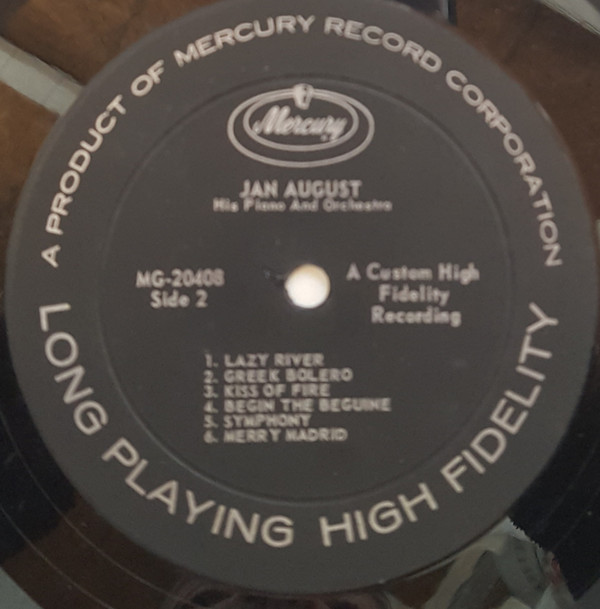 A PRODUCT OF MERCURY RECORD CORPORATION
Mercury
JAN AUGUST
His Piano And Orchestra
MG-20408
Side 2
A Custom High
Fidelity
Recording
1. LAZY RIVER
2. GREEK BOLERO
3. KISS OF FIRE
4. BEGIN THE BEGUINE
5. SYMPHONY
6. MERRY MADRID
LONG PLAYING HIGH FIDELITY